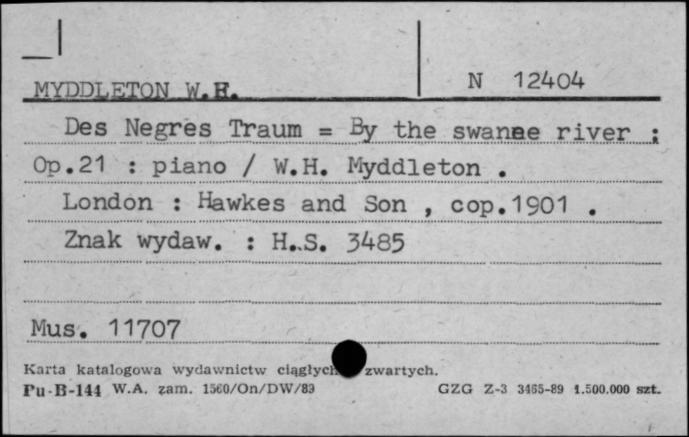 MYDDLETON W.H.
N 12404
Des Negres Traum = By the swanee river :
Op.21 : piano / W.H. Myddleton .
London : Hawkes and Son , cop.1901 .
Znak wydaw. : H.S. 3485
Mus. 11707
Karta katalogowa wydawnictw ciągłych zwartych.
Pu-B-144 W.A. zam. 1560/On/DW/89 GZG Z-3 3465-89 1.500.000 szt.